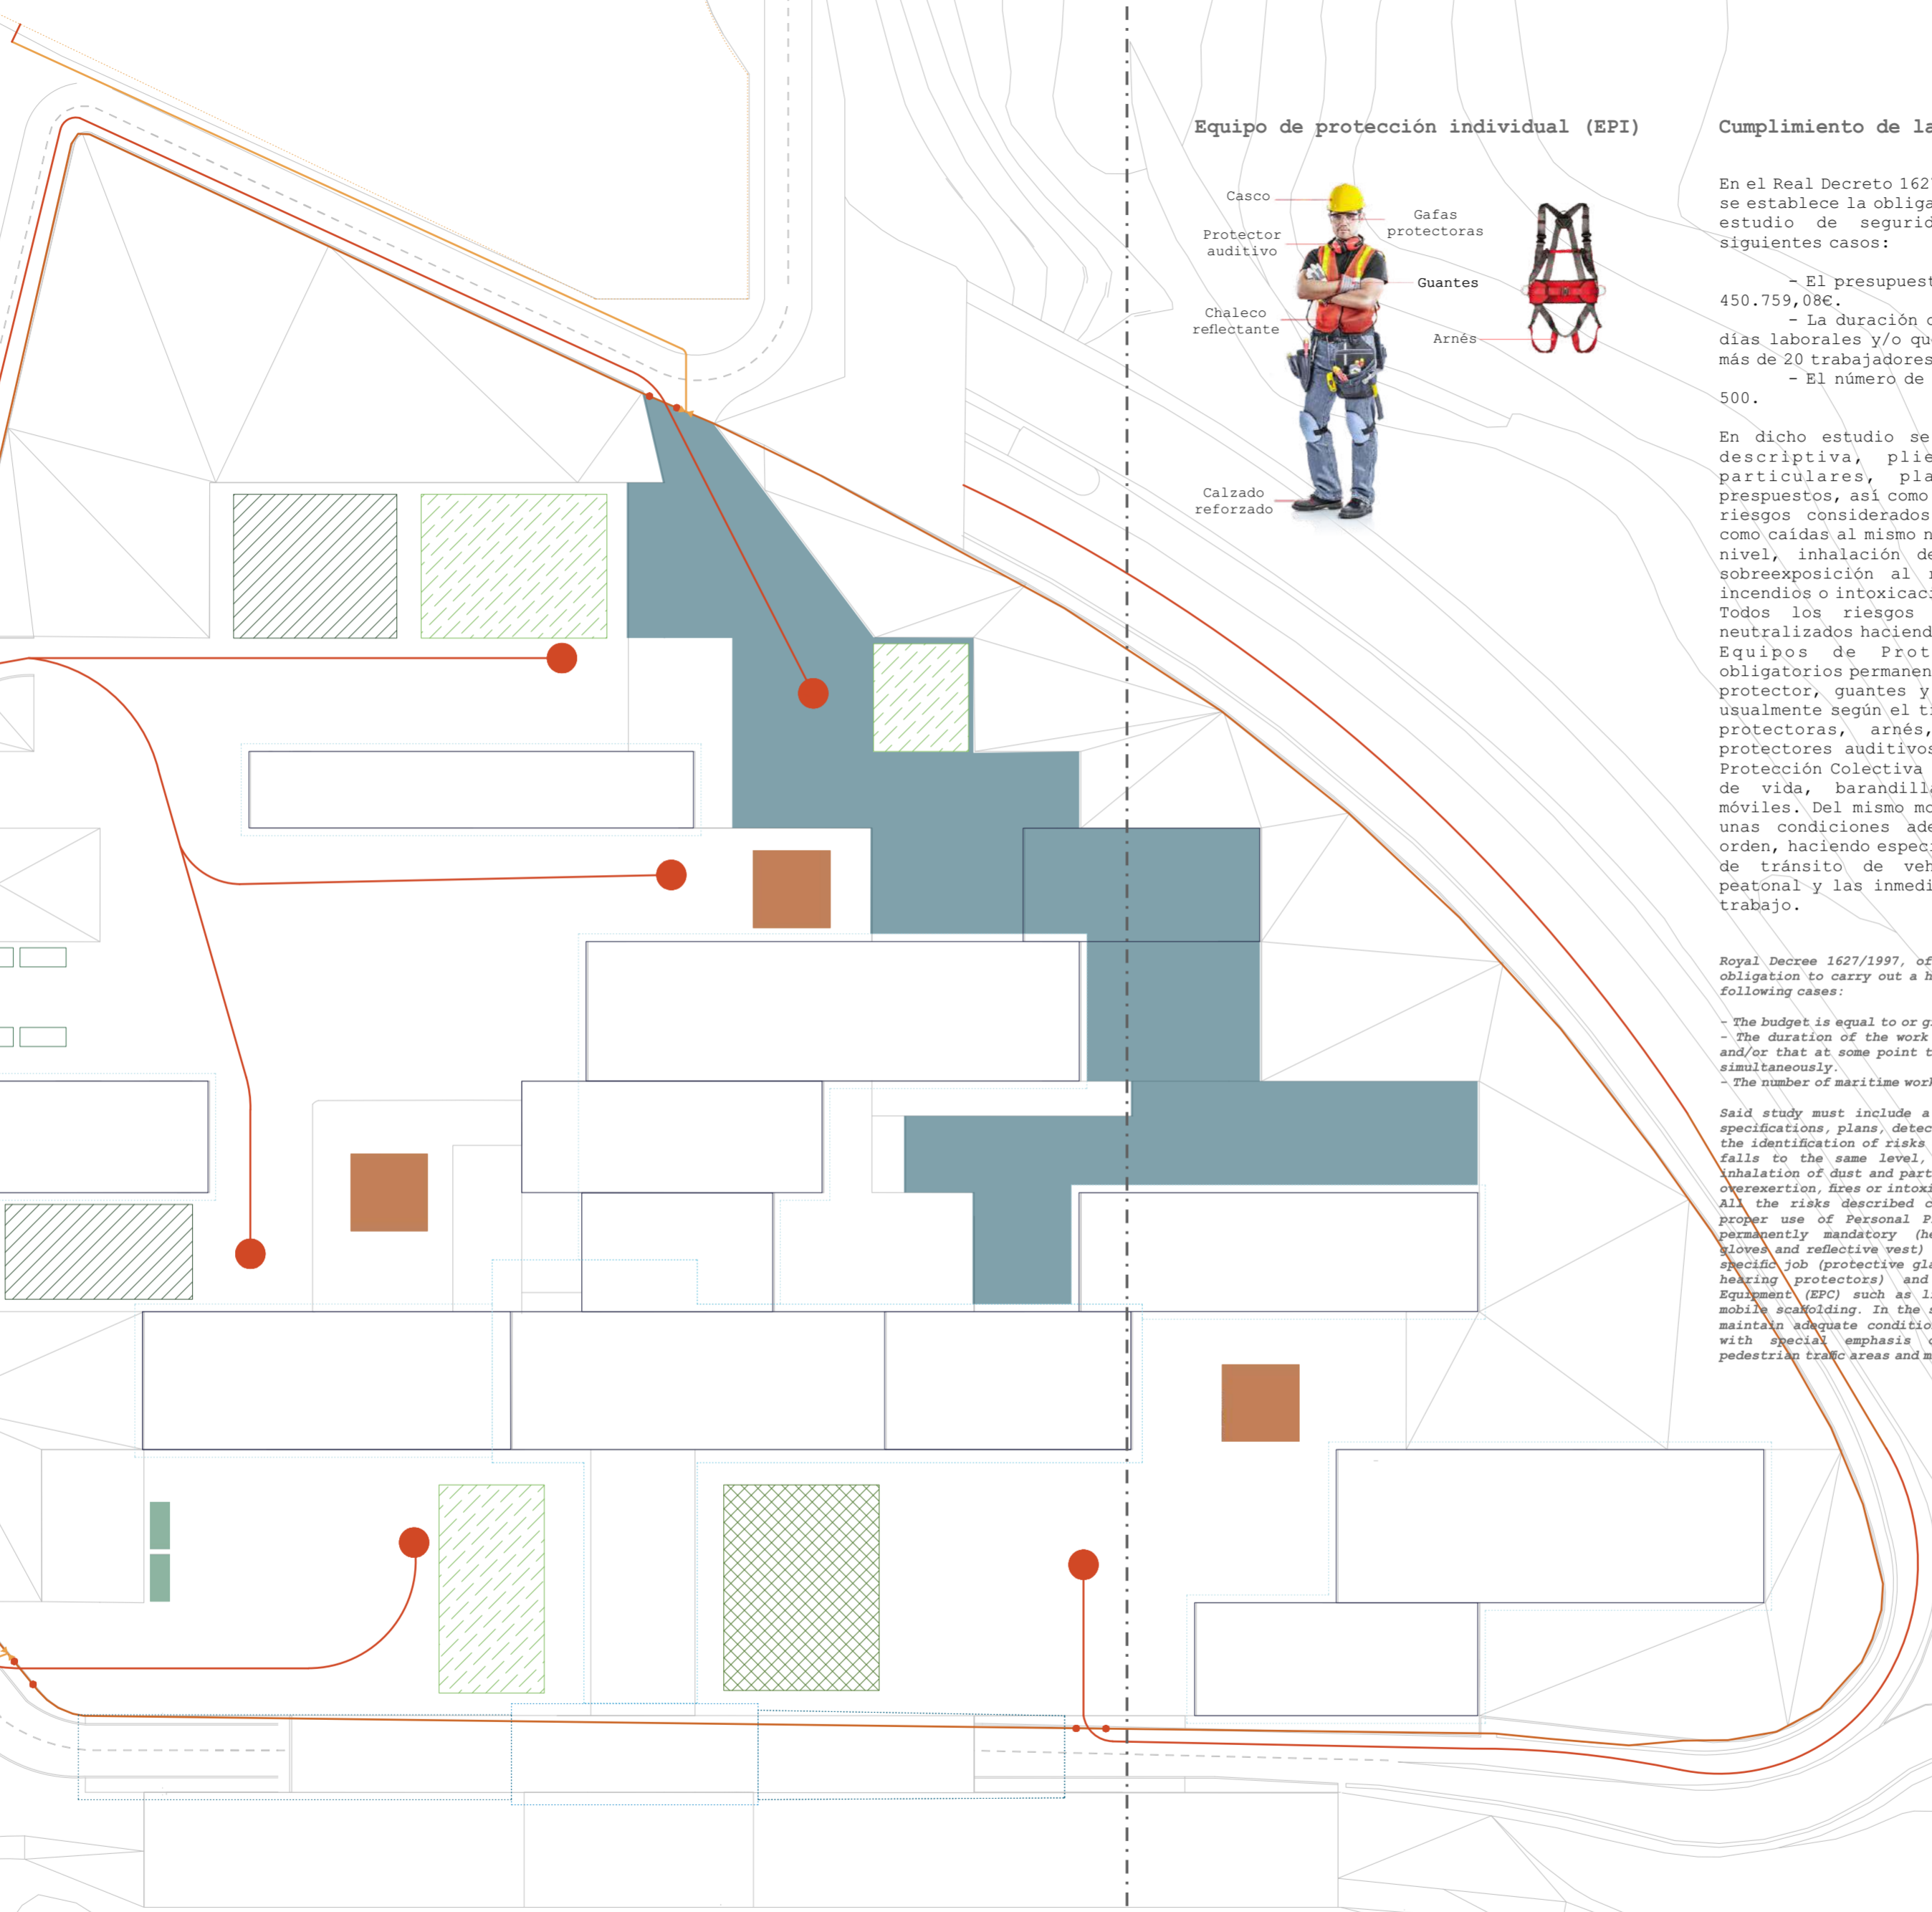 Equipo de protección individual (EPI)
Casco
Gafas
protectoras
Protector
auditivo
Guantes
Chaleco
reflectante
Arnés
Calzado
reforzado
Cumplimiento de la
En el Real Decreto 162
se establece la obliga
estudio de segurid
siguientes casos:
- El presupuest
450.759,08€.
- La duración
días laborales y/o qu
más de 20 trabajadores
- El número de
500.
En dicho estudio se
descriptiva, plie
particulares, pla
prespuestos, así como
riesgos considerados
como caídas al mismo n
nivel, inhalación de
sobreexposición al
incendios o intoxicaci
Todos los riesgos
neutralizados haciend
Equipos de Prot
obligatorios permanen
protector, guantes y
usualmente según el t
protectoras, arnés,
protectores auditivos
Protección Colectiva
de vida, barandill
móviles. Del mismo mo
unas condiciones ade
orden, haciendo especi
de tránsito de veh
peatonal y las inmedi
trabajo.
Royal Decree 1627/1997, of
obligation to carry out a h
following cases:
- The budget is equal to or g
- The duration of the work
and/or that at some point t
simultaneously.
- The number of maritime work
Said study must include a
specifications, plans, detec
the identification of risks
falls to the same level,
inhalation of dust and part
overexertion, fires or intoxi
All the risks described c
proper use of Personal P
permanently mandatory (he
gloves and reflective vest)
specific job (protective gla
hearing protectors) and
Equipment (EPC) such as li
mobile scaffolding. In the s
maintain adequate conditio
with special emphasis
pedestrian traffic areas and m